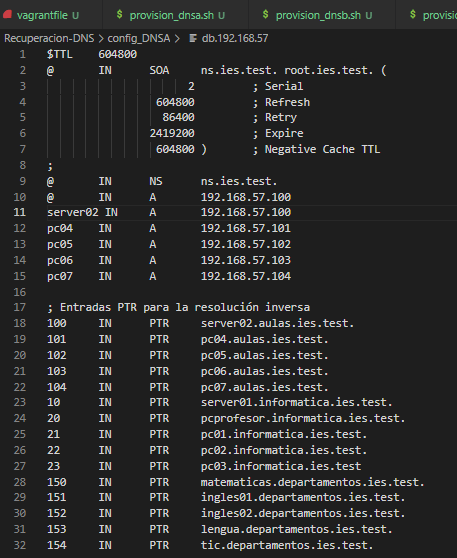 vagrantfile U $ provision_dnsa.sh U $ provision_dnsb.sh U $ provisio
Recuperacion-DNS > config_DNSA > db.192.168.57
1 $TTL 604800
2 @ IN SOA ns.ies.test. root.ies.test. (
3 2 ; Serial
4 604800 ; Refresh
5 86400 ; Retry
6 2419200 ; Expire
7 604800 ) ; Negative Cache TTL
8 ;
9 @ IN NS ns.ies.test.
10 @ IN A 192.168.57.100
11 server02 IN A 192.168.57.100
12 pc04 IN A 192.168.57.101
13 pc05 IN A 192.168.57.102
14 pc06 IN A 192.168.57.103
15 pc07 IN A 192.168.57.104
16
17 ; Entradas PTR para la resolución inversa
18 100 IN PTR server02.aulas.ies.test.
19 101 IN PTR pc04.aulas.ies.test.
20 102 IN PTR pc05.aulas.ies.test.
21 103 IN PTR pc06.aulas.ies.test.
22 104 IN PTR pc07.aulas.ies.test.
23 10 IN PTR server01.informatica.ies.test.
24 20 IN PTR pcprofesor.informatica.ies.test.
25 21 IN PTR pc01.informatica.ies.test.
26 22 IN PTR pc02.informatica.ies.test.
27 23 IN PTR pc03.informatica.ies.test
28 150 IN PTR matematicas.departamentos.ies.test.
29 151 IN PTR ingles01.departamentos.ies.test.
30 152 IN PTR ingles02.departamentos.ies.test.
31 153 IN PTR lengua.departamentos.ies.test.
32 154 IN PTR tic.departamentos.ies.test.